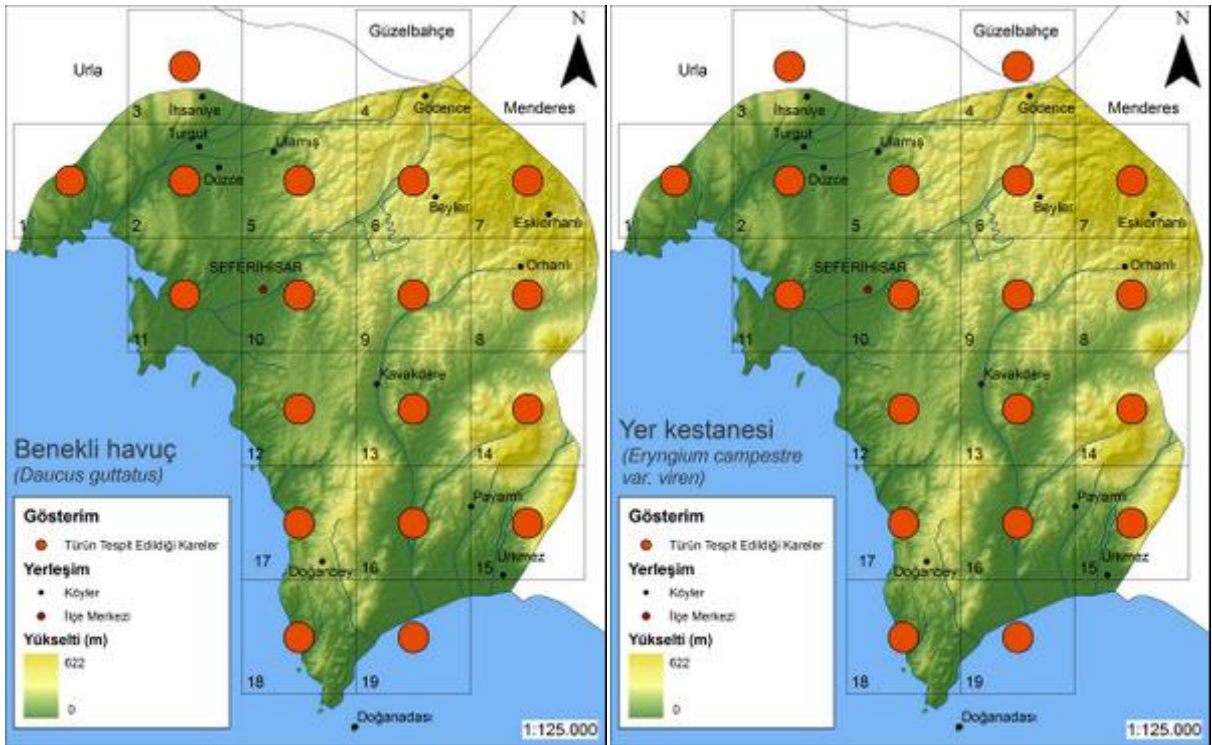 Güzelbahçe
N
Urla
3
İhsaniye
4
Gödence
Menderes
Turgut
Ulamış
Düzce
Beyler
1
2
5
6
7
Eskiorhanlı
SEFERİHİSAR
Orhanlı
11
10
9
8
Kavakdere
Benekli havuç
(Daucus guttatus)
12
13
14
Payamlı
Gösterim
Türün Tespit Edildiği Kareler
Yerleşim
Köyler
İlçe Merkezi
Yükselti (m)
622
0
17
Doğanbey
16
15
Ürkmez
18
19
Doğanadası
1:125.000
Güzelbahçe
N
Urla
3
İhsaniye
4
Gödence
Menderes
Turgut
Ulamış
Düzce
Beyler
1
2
5
6
7
Eskiorhanlı
SEFERİHİSAR
Orhanlı
11
10
9
8
Kavakdere
Yer kestanesi
(Eryngium campestre
var. viren)
12
13
14
Payamlı
Gösterim
Türün Tespit Edildiği Kareler
Yerleşim
Köyler
İlçe Merkezi
Yükselti (m)
622
0
17
Doğanbey
16
15
Ürkmez
18
19
Doğanadası
1:125.000